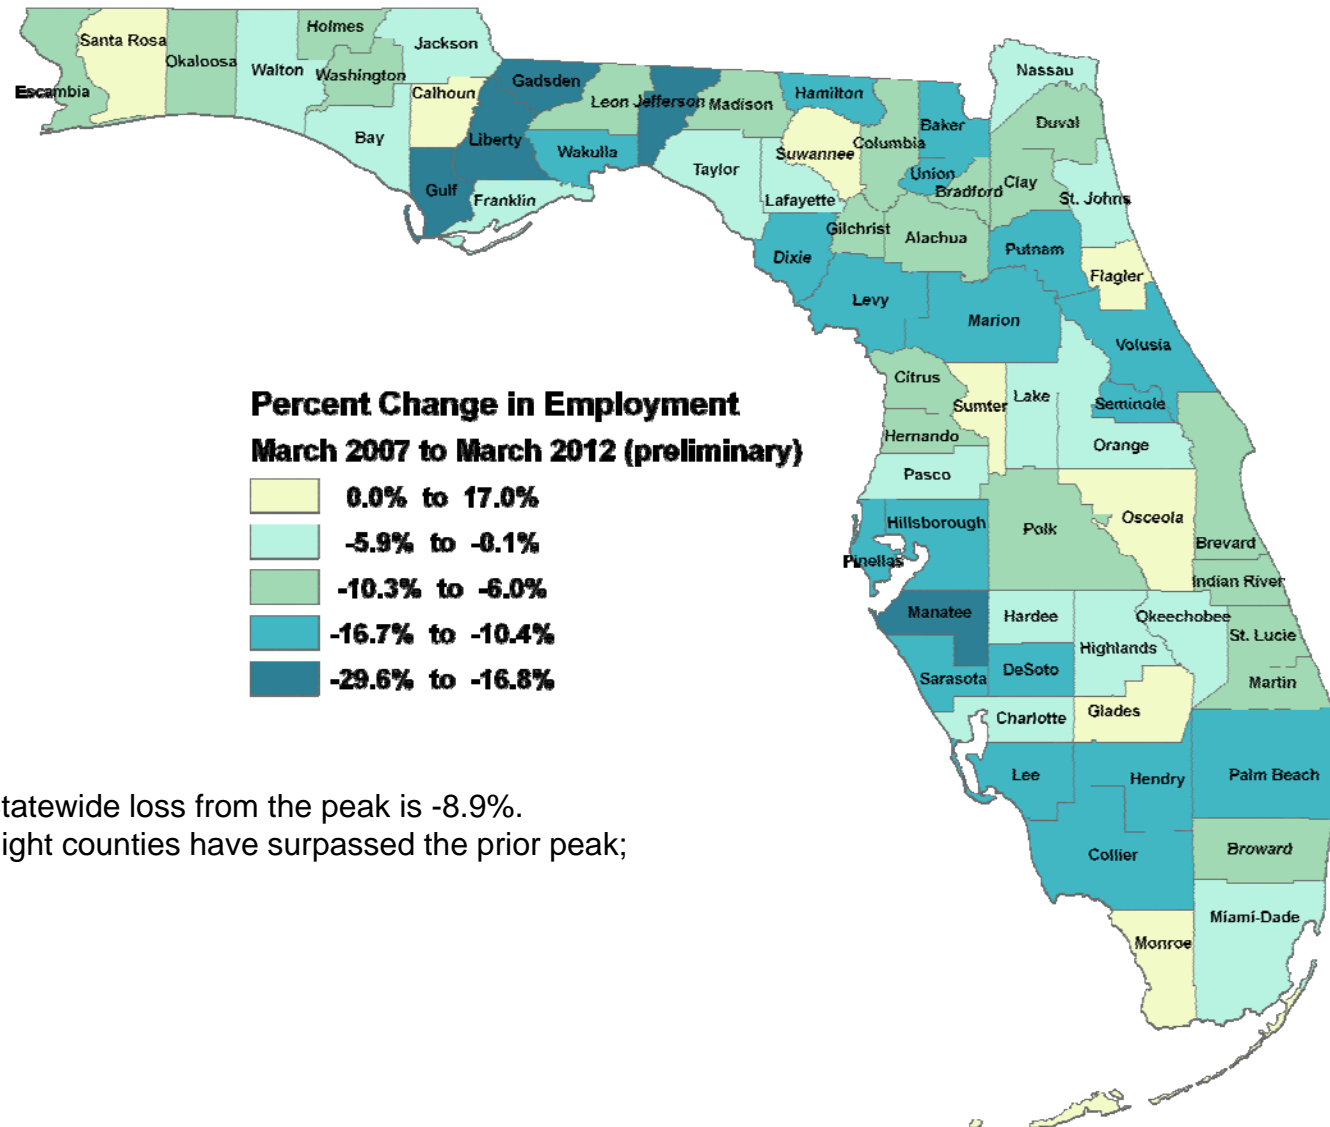 Holmes
Santa Rosa
Jackson
Okaloosa
Walton
Washington
Escambia
Calhoun
Bay
Gadsden
Leon
Jefferson
Madison
Hamilton
Nassau
Liberty
Wakulla
Suwannee
Columbia
Baker
Duval
Gulf
Franklin
Taylor
Lafayette
Union
Bradford
Clay
St. Johns
Gilchrist
Alachua
Dixie
Putnam
Flagler
Levy
Marion
Volusia
Citrus
Sumter
Lake
Seminole
Hernando
Orange
Pasco
Hillsborough
Polk
Osceola
Pinellas
Brevard
Indian River
Manatee
Hardee
Okeechobee
Highlands
St. Lucie
Sarasota
DeSoto
Martin
Charlotte
Glades
Lee
Hendry
Palm Beach
Collier
Broward
Monroe
Miami-Dade
Percent Change in Employment
March 2007 to March 2012 (preliminary)
0.0% to 17.0%
-5.9% to -0.1%
-10.3% to -6.0%
-16.7% to -10.4%
-29.6% to -16.8%
tatewide loss from the peak is -8.9%.
ight counties have surpassed the prior peak;